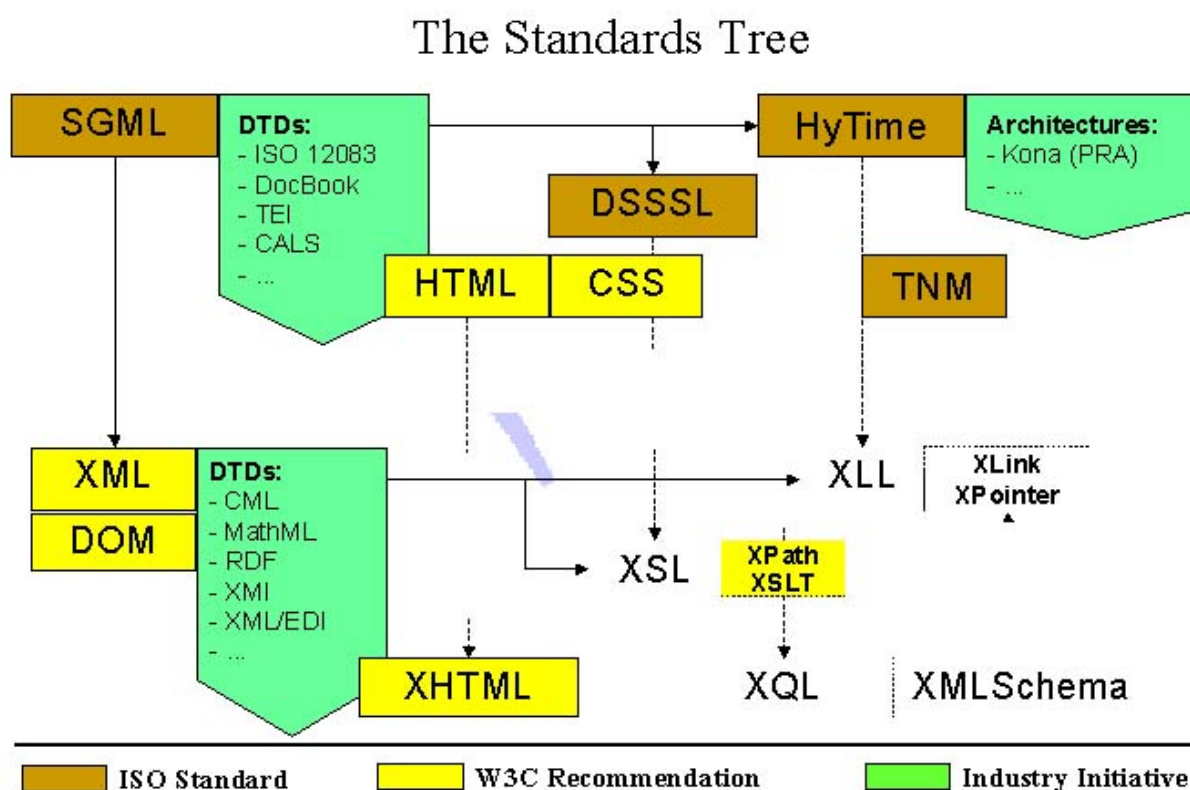 The Standards Tree
SGML
DTDs:
- ISO 12083
- DocBook
- TEI
- CALS
- ...
HyTime
Architectures:
- Kona (PRA)
- ...
DSSSL
HTML
CSS
TNM
XML
DOM
DTDs:
- CML
- MathML
- RDF
- XMI
- XML/EDI
- ...
XLL
XLink
XPointer
XSL
XPath
XSLT
XHTML
XQL
XMLSchema
ISO Standard
W3C Recommendation
Industry Initiative